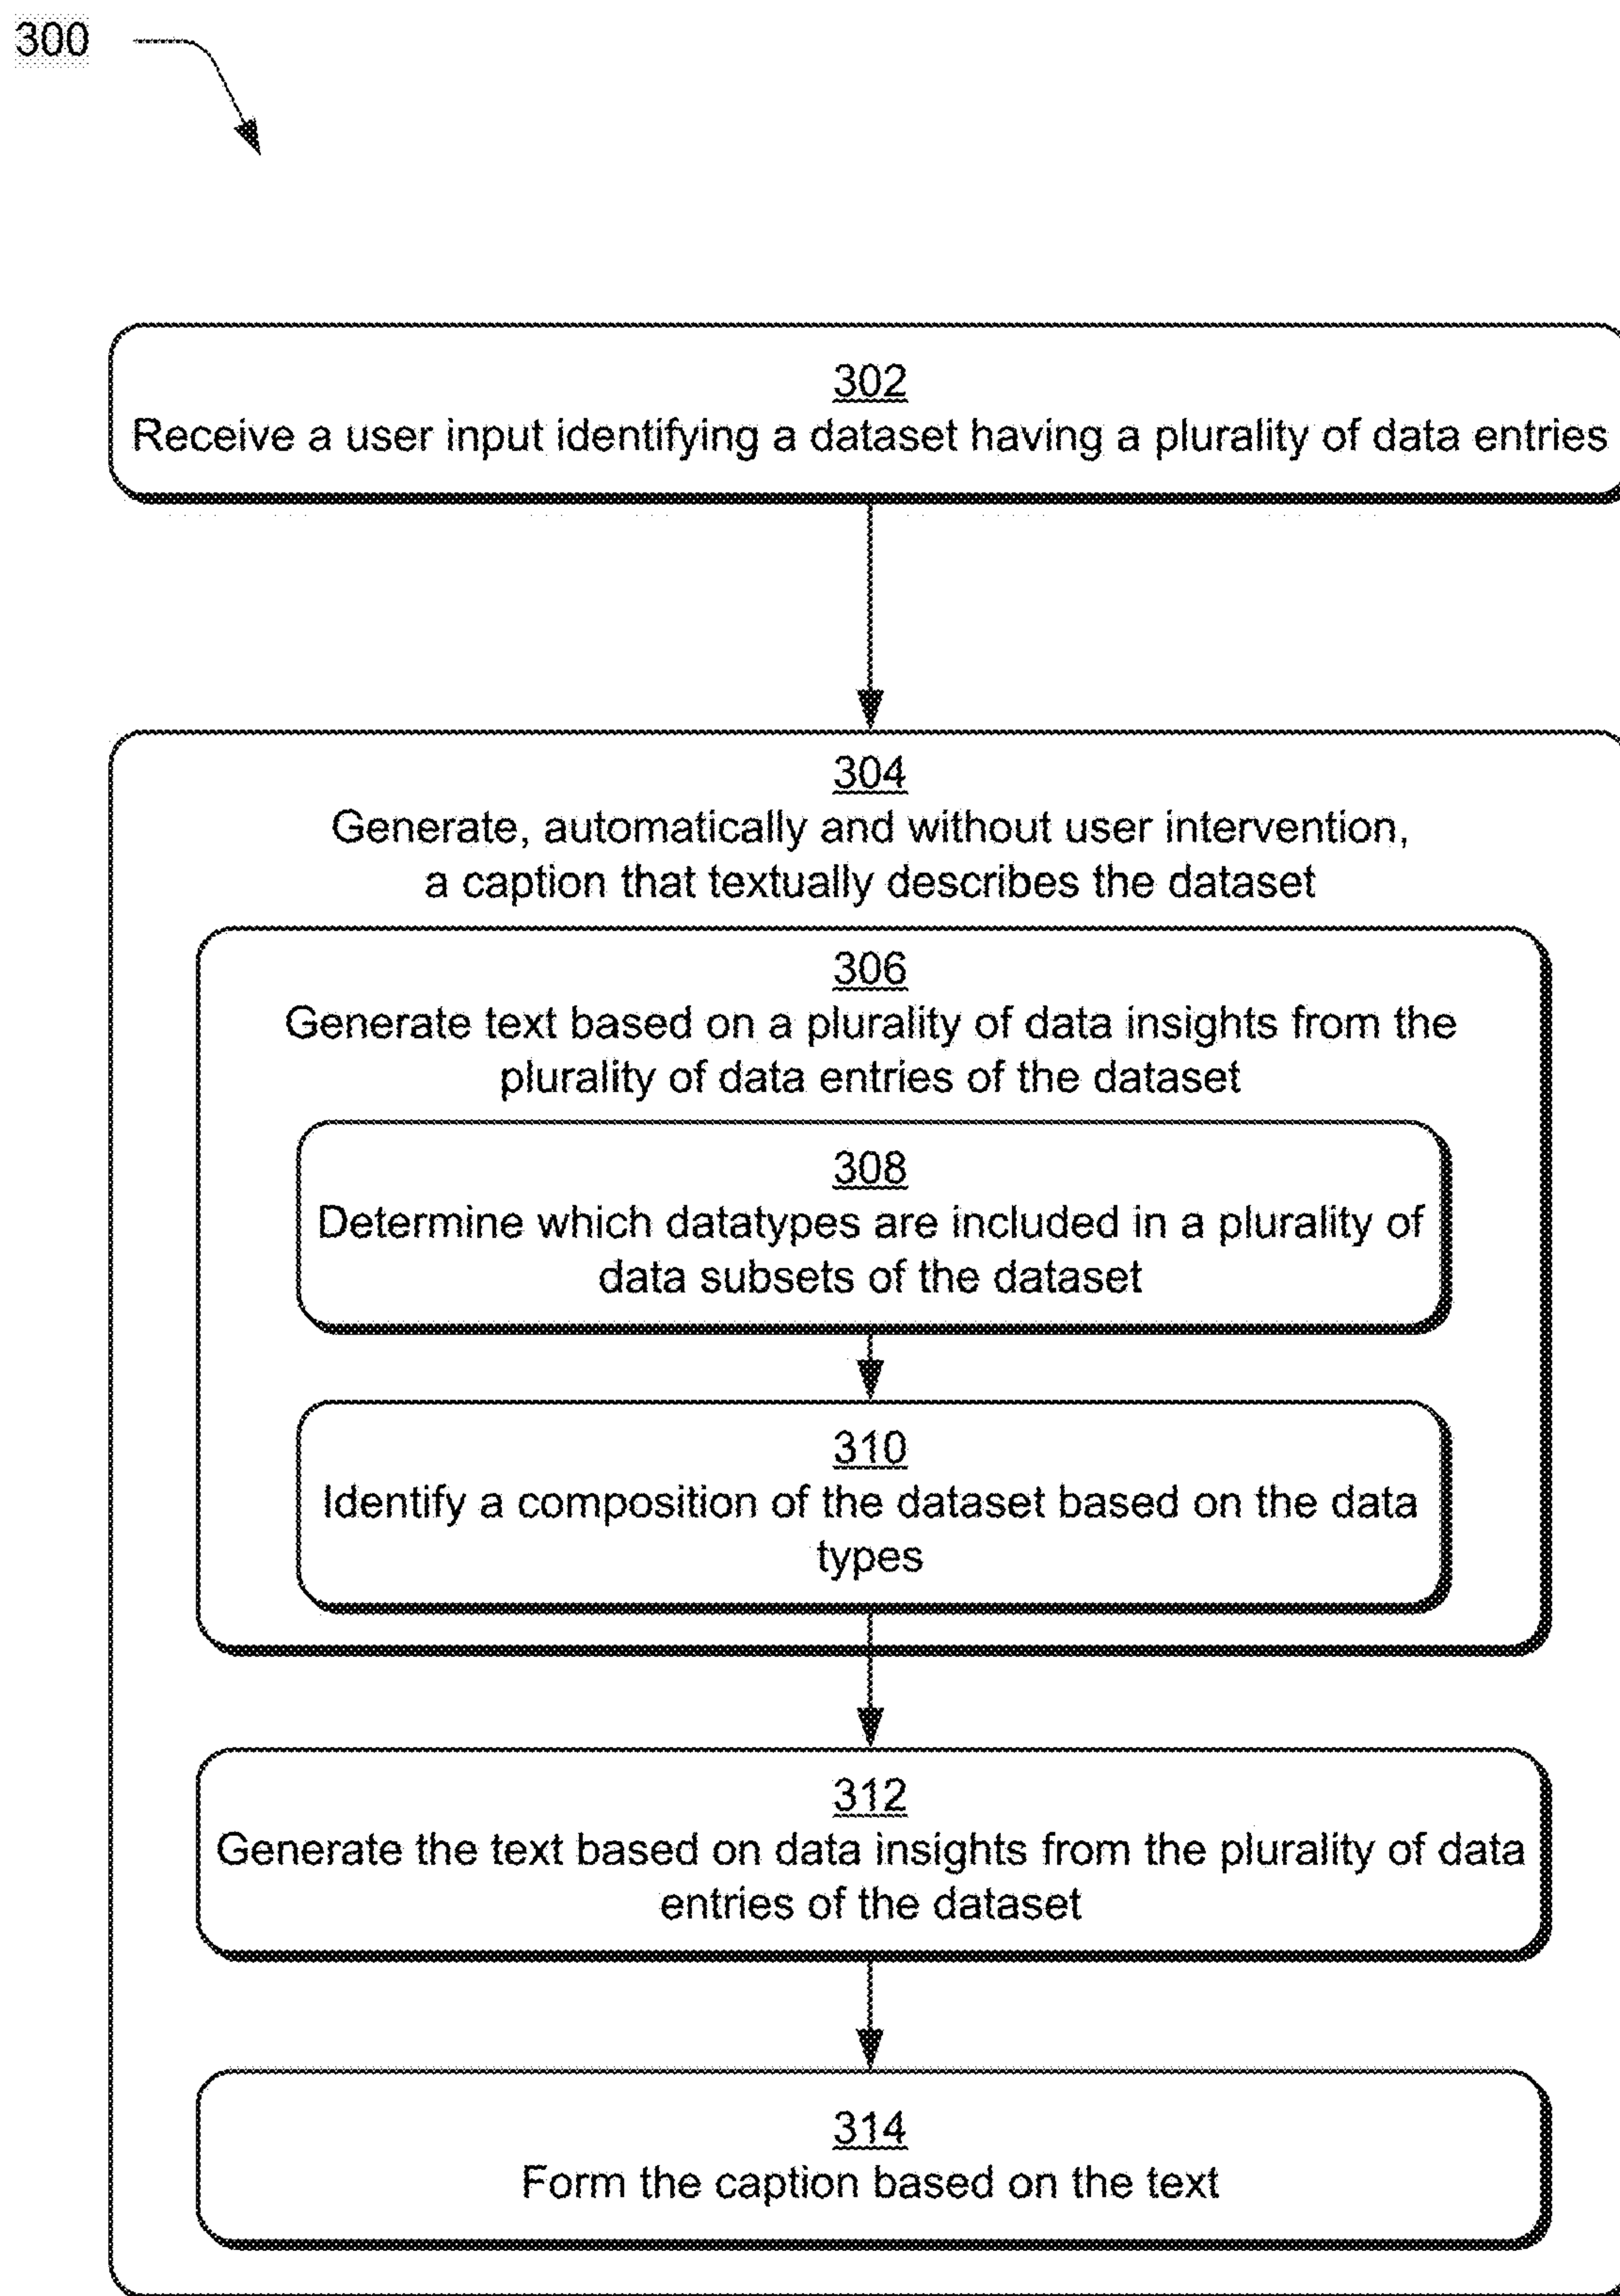 300
302
Receive a user input identifying a dataset having a plurality of data entries
304
Generate, automatically and without user intervention,
a caption that textually describes the dataset
306
Generate text based on a plurality of data insights from the
plurality of data entries of the dataset
308
Determine which datatypes are included in a plurality of
data subsets of the dataset
310
Identify a composition of the dataset based on the data
types
312
Generate the text based on data insights from the plurality of data
entries of the dataset
314
Form the caption based on the text